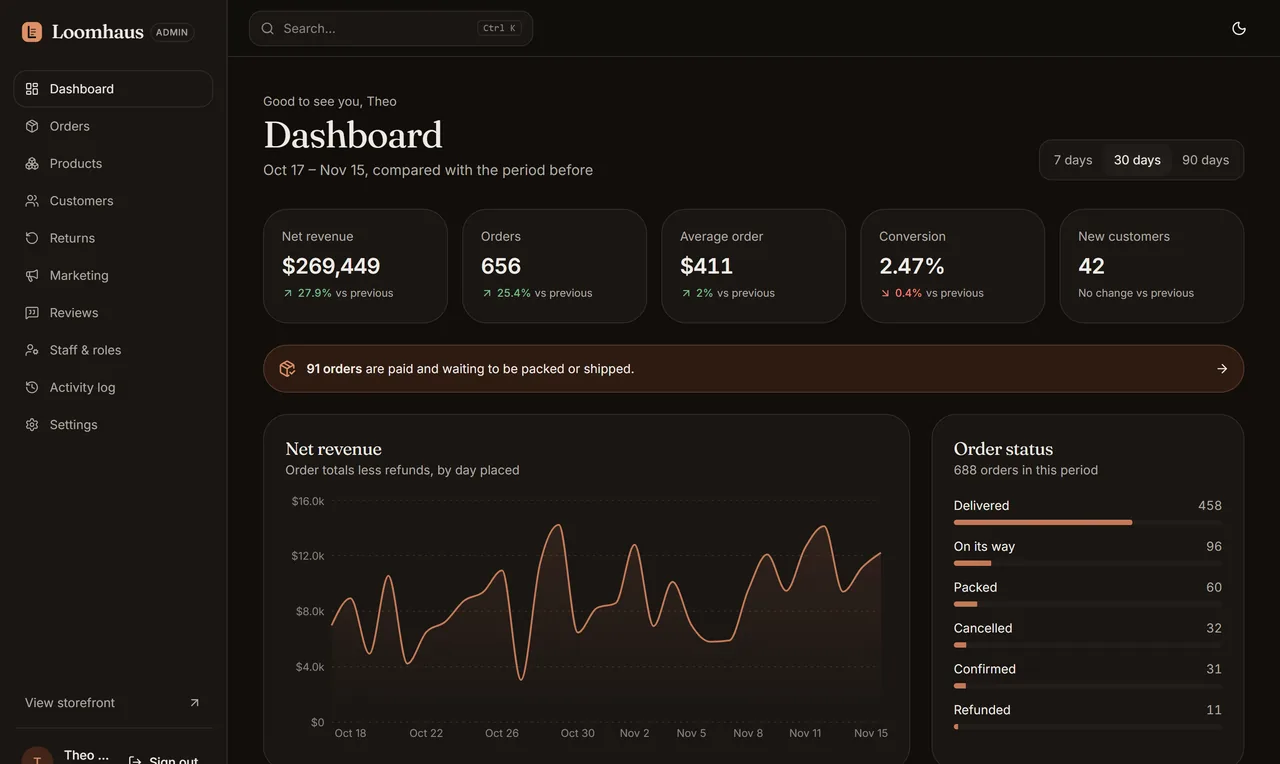 Loomhaus ADMIN
Search... Ctrl K
Dashboard
Orders
Products
Customers
Returns
Marketing
Reviews
Staff & roles
Activity log
Settings
View storefront
T Theo ... Sign out
Good to see you, Theo
Dashboard
Oct 17 – Nov 15, compared with the period before
7 days 30 days 90 days
Net revenue
$269,449
27.9% vs previous
Orders
656
25.4% vs previous
Average order
$411
2% vs previous
Conversion
2.47%
0.4% vs previous
New customers
42
No change vs previous
91 orders are paid and waiting to be packed or shipped.
Net revenue
Order totals less refunds, by day placed
$16.0k
$12.0k
$8.0k
$4.0k
$0
Oct 18 Oct 22 Oct 26 Oct 30 Nov 2 Nov 5 Nov 8 Nov 11 Nov 15
Order status
688 orders in this period
Delivered 458
On its way 96
Packed 60
Cancelled 32
Confirmed 31
Refunded 11